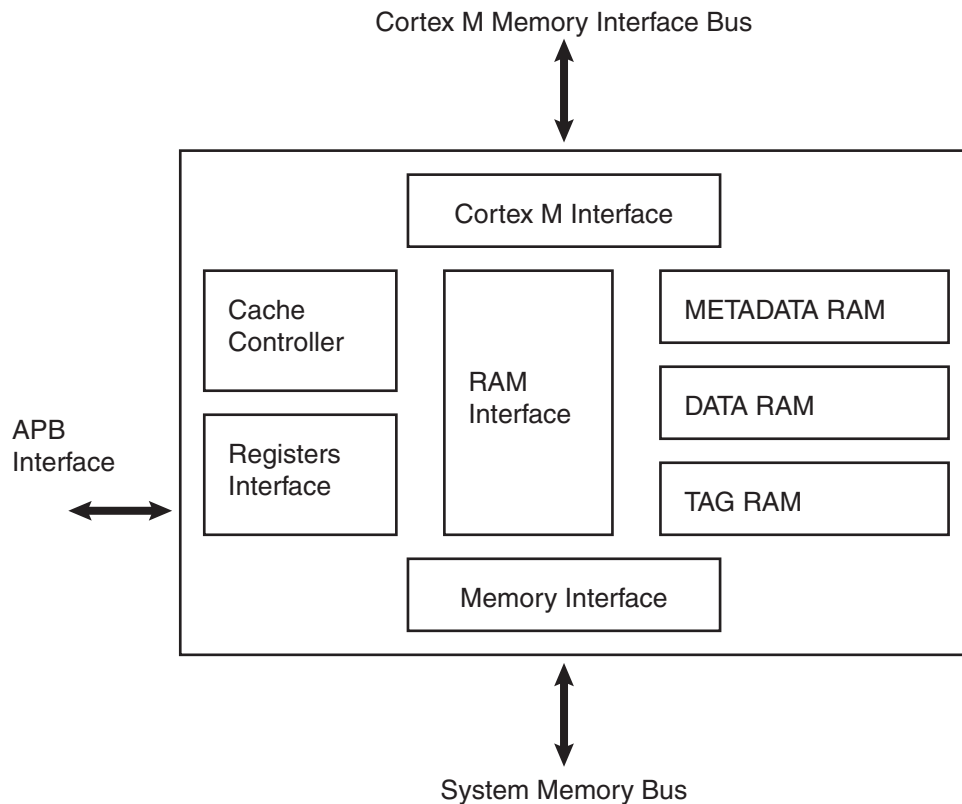 Cortex M Memory Interface Bus
Cortex M Interface
Cache
Controller
METADATA RAM
RAM
Interface
DATA RAM
APB
Interface
Registers
Interface
TAG RAM
Memory Interface
System Memory Bus